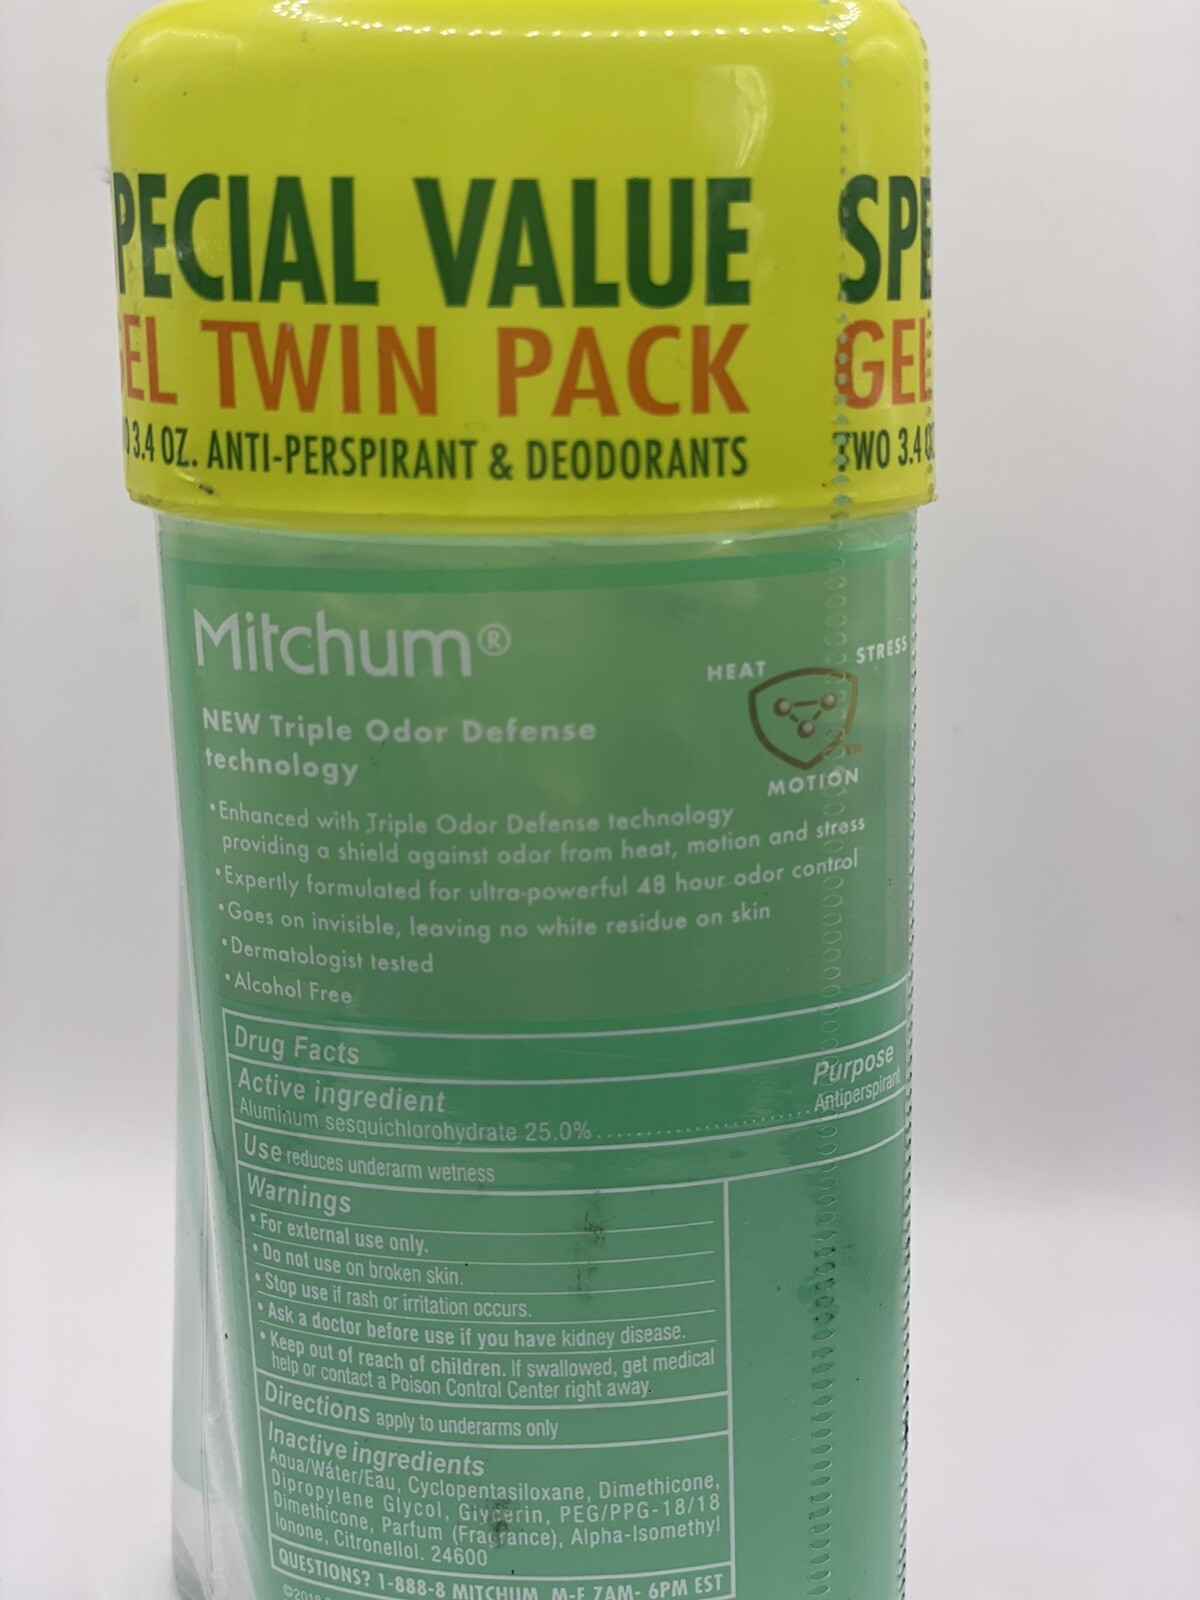 PECIAL VALUE SPE
GEL TWIN PACK GEL
3.4 OZ. ANTI-PERSPIRANT & DEODORANTS TWO 3.4
Mitchum®
HEAT STRESS
MOTION
NEW Triple Odor Defense
technology
•Enhanced with Triple Odor Defense technology
providing a shield against odor from heat, motion and stress
•Expertly formulated for ultra-powerful 48 hour odor control
•Goes on invisible, leaving no white residue on skin
•Dermatologist tested
•Alcohol Free
Drug Facts
Active ingredient Purpose
Aluminum sesquichlorohydrate 25.0%....................Antiperspirant
Use reduces underarm wetness
Warnings
• For external use only.
• Do not use on broken skin.
• Stop use if rash or irritation occurs.
• Ask a doctor before use if you have kidney disease.
• Keep out of reach of children. If swallowed, get medical
help or contact a Poison Control Center right away.
Directions apply to underarms only
Inactive ingredients
Aqua/Water/Eau, Cyclopentasiloxane, Dimethicone,
Dipropylene Glycol, Glycerin, PEG/PPG-18/18
Dimethicone, Parfum (Fragrance), Alpha-Isomethyl
Ionone, Citronellol. 24600
QUESTIONS? 1-888-8 MITCHUM, M-F 7AM- 6PM EST